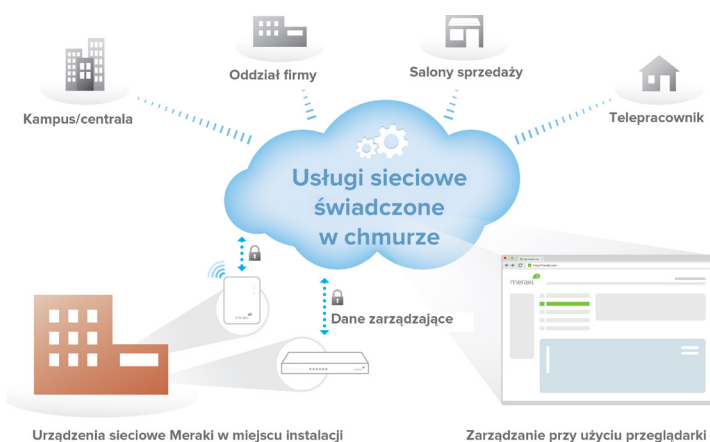 Oddział firmy
Salony sprzedaży
Kampus/centrala
Telepracownik
Usługi sieciowe
świadczone
w chmurze
meraki
Dane zarządzające
Urządzenia sieciowe Meraki w miejscu instalacji
Zarządzanie przy użyciu przeglądarki